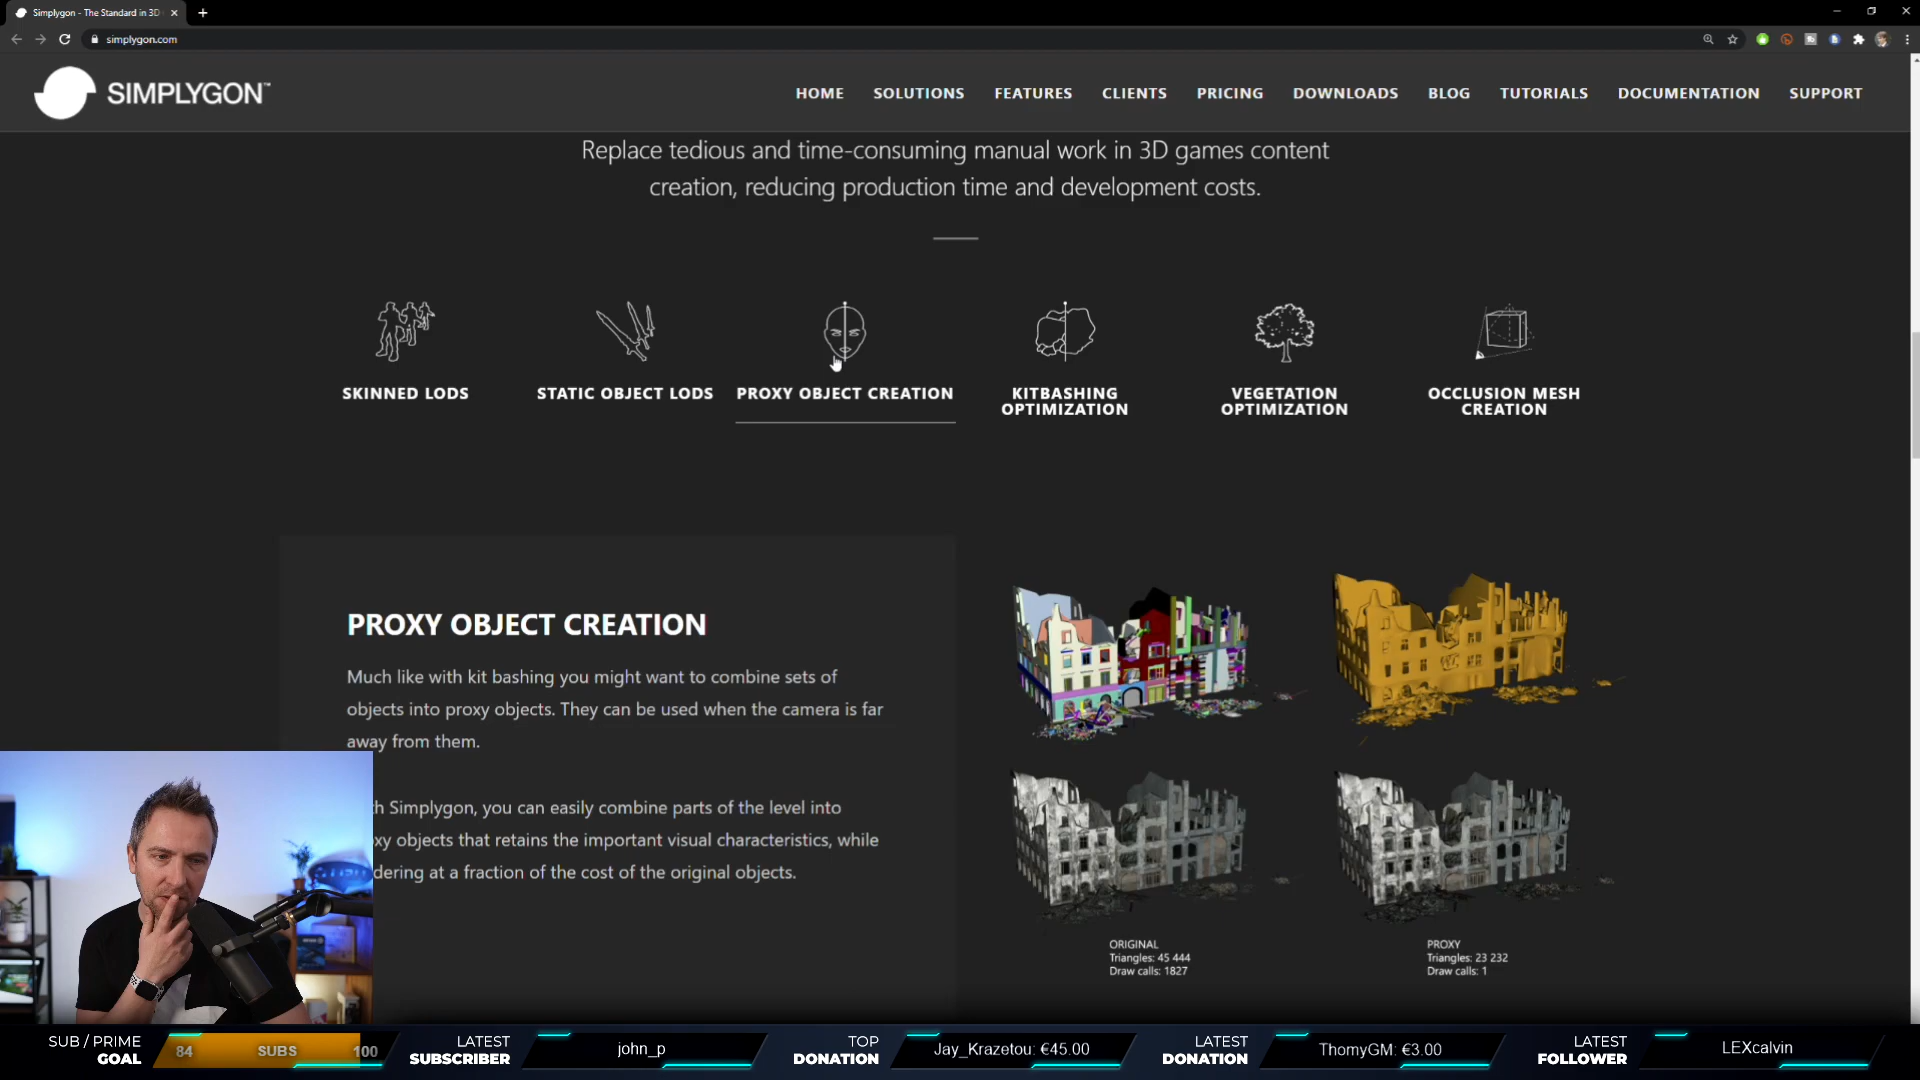 Simplygon - The Standard in 3D
simplygon.com
SIMPLYGON™
HOME
SOLUTIONS
FEATURES
CLIENTS
PRICING
DOWNLOADS
BLOG
TUTORIALS
DOCUMENTATION
SUPPORT
Replace tedious and time-consuming manual work in 3D games content
creation, reducing production time and development costs.
SKINNED LODS
STATIC OBJECT LODS
PROXY OBJECT CREATION
KITBASHING
OPTIMIZATION
VEGETATION
OPTIMIZATION
OCCLUSION MESH
CREATION
PROXY OBJECT CREATION
Much like with kit bashing you might want to combine sets of
objects into proxy objects. They can be used when the camera is far
away from them.
th Simplygon, you can easily combine parts of the level into
xy objects that retains the important visual characteristics, while
dering at a fraction of the cost of the original objects.
ORIGINAL
Triangles: 45 444
Draw calls: 1827
PROXY
Triangles: 23 232
Draw calls: 1
SUB / PRIME
GOAL
84
SUBS
100
LATEST
SUBSCRIBER
john_p
TOP
DONATION
Jay_Krazetou: €45.00
LATEST
DONATION
ThomyGM: €3.00
LATEST
FOLLOWER
LEXcalvin